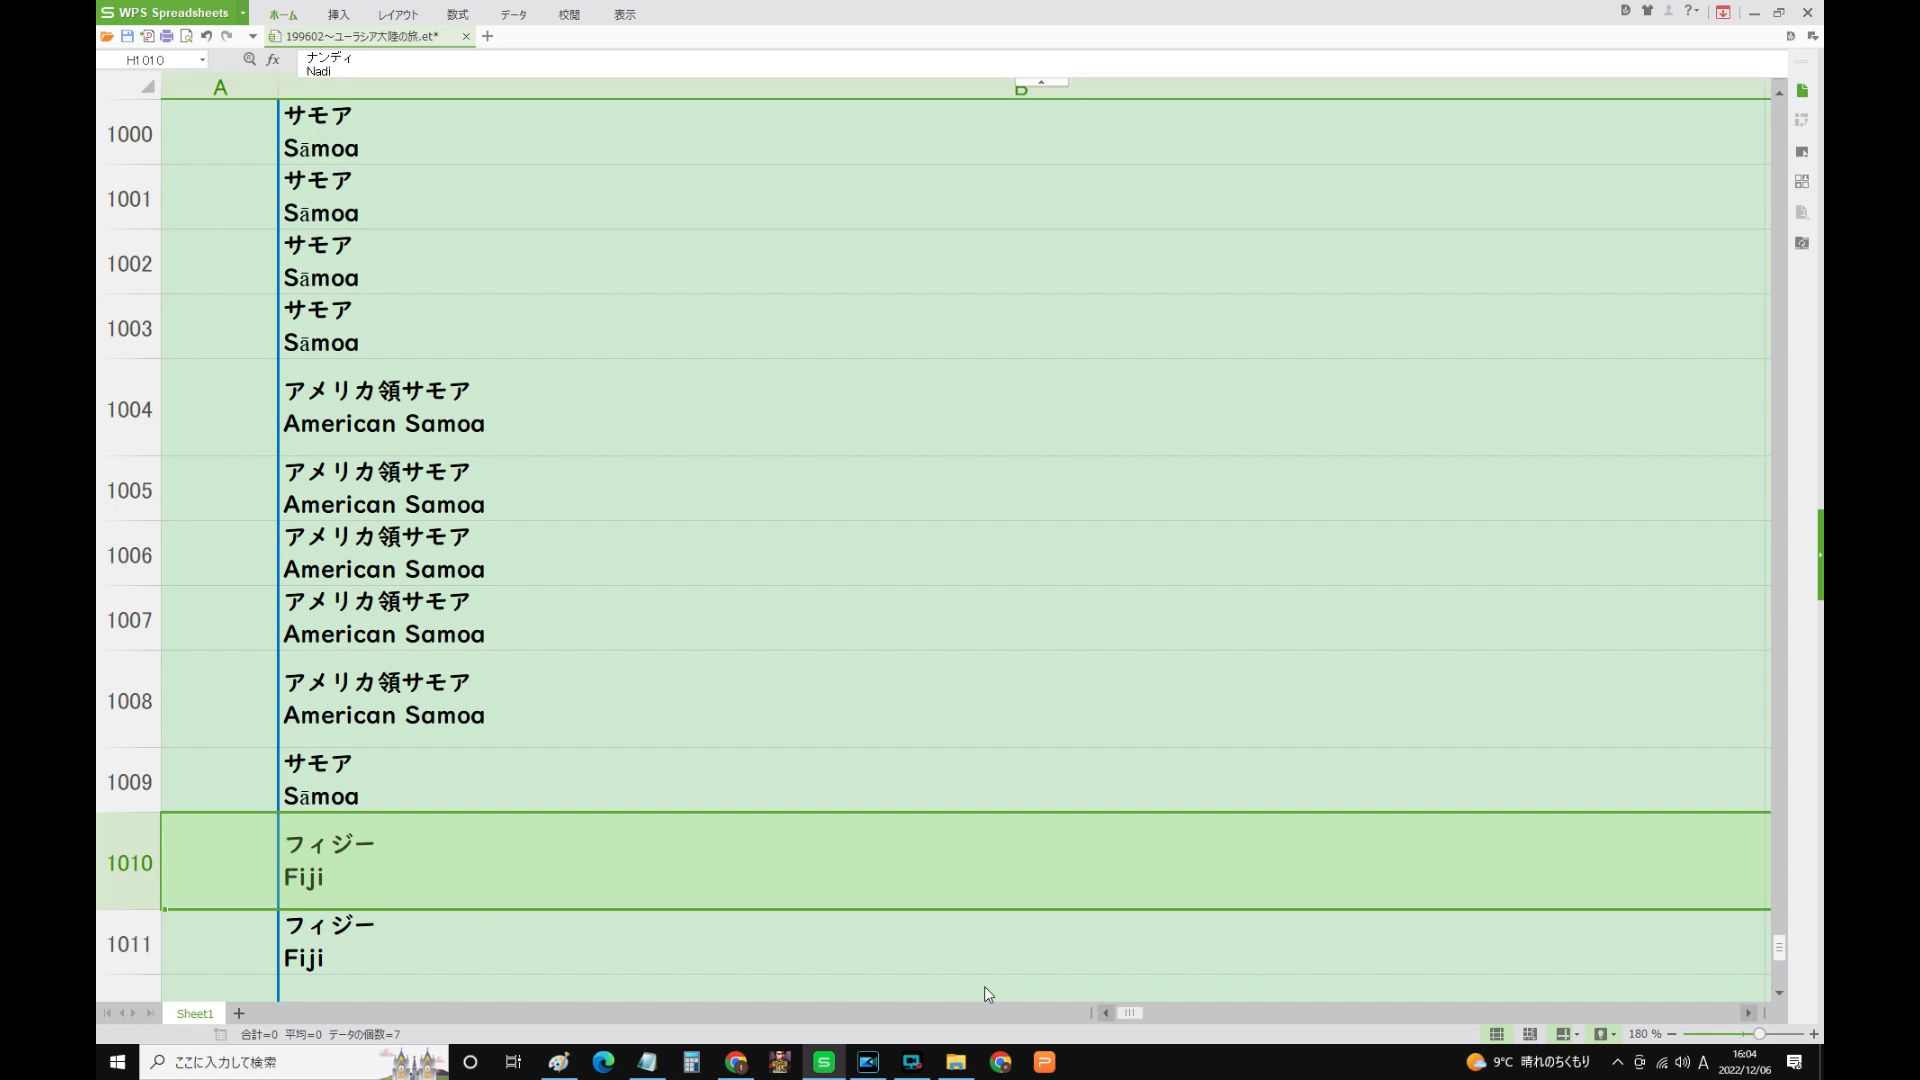 WPS Spreadsheets
ホーム
挿入
レイアウト
数式
データ
校閲
表示
199602～ユーラシア大陸の旅.et*
H1010
fx
ナンディ
Nadi
A
B
1000
サモア
Sāmoa
1001
サモア
Sāmoa
1002
サモア
Sāmoa
1003
サモア
Sāmoa
1004
アメリカ領サモア
American Samoa
1005
アメリカ領サモア
American Samoa
1006
アメリカ領サモア
American Samoa
1007
アメリカ領サモア
American Samoa
1008
アメリカ領サモア
American Samoa
1009
サモア
Sāmoa
1010
フィジー
Fiji
1011
フィジー
Fiji
Sheet1
合計=0 平均=0 データの個数=7
180 %
ここに入力して検索
9°C 晴れのちくもり
A
16:04
2022/12/06